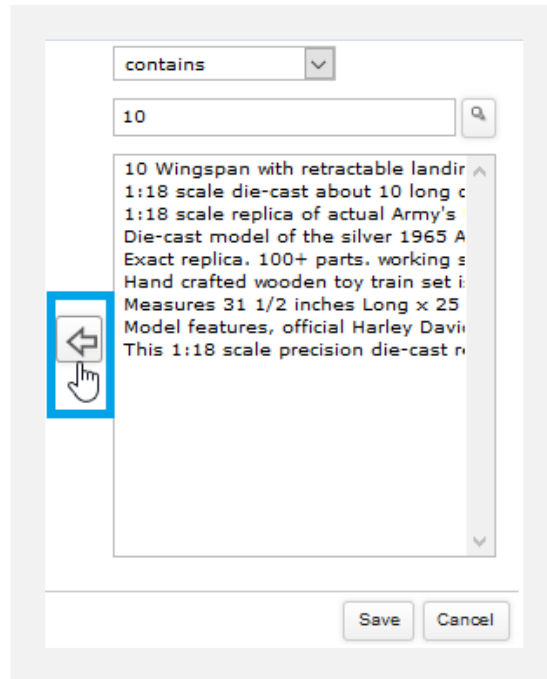 contains
10
10 Wingspan with retractable landin
1:18 scale die-cast about 10 long
1:18 scale replica of actual Army's
Die-cast model of the silver 1965 A
Exact replica. 100+ parts. working s
Hand crafted wooden toy train set i
Measures 31 1/2 inches Long x 25
Model features, official Harley Davi
This 1:18 scale precision die-cast r
Save Cancel